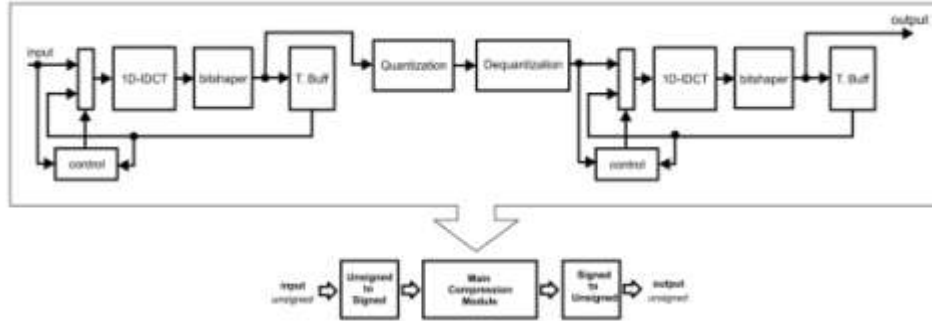 output
input
1D-IDCT
bitshaper
T. Buff
Quantization
Dequantization
1D-IDCT
bitshaper
T. Buff
control
control
input
unsigned
Unsigned
to
Signed
Main
Compression
Module
Signed
to
Unsigned
output
unsigned